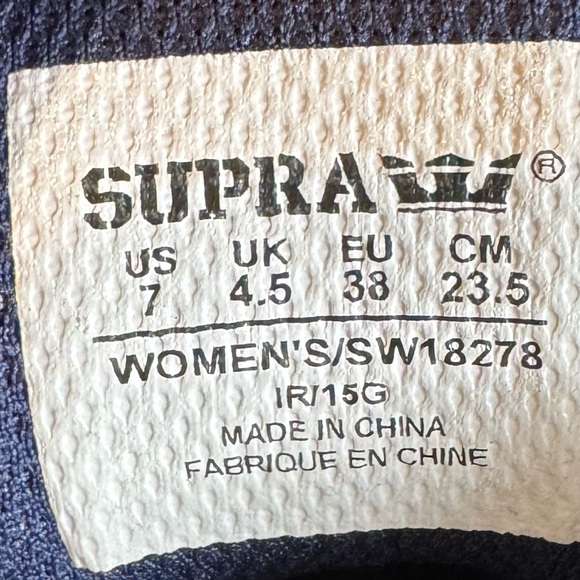 SUPRA ®
US UK EU CM
7 4.5 38 23.5
WOMEN'S/SW18278
IR/15G
MADE IN CHINA
FABRIQUE EN CHINE